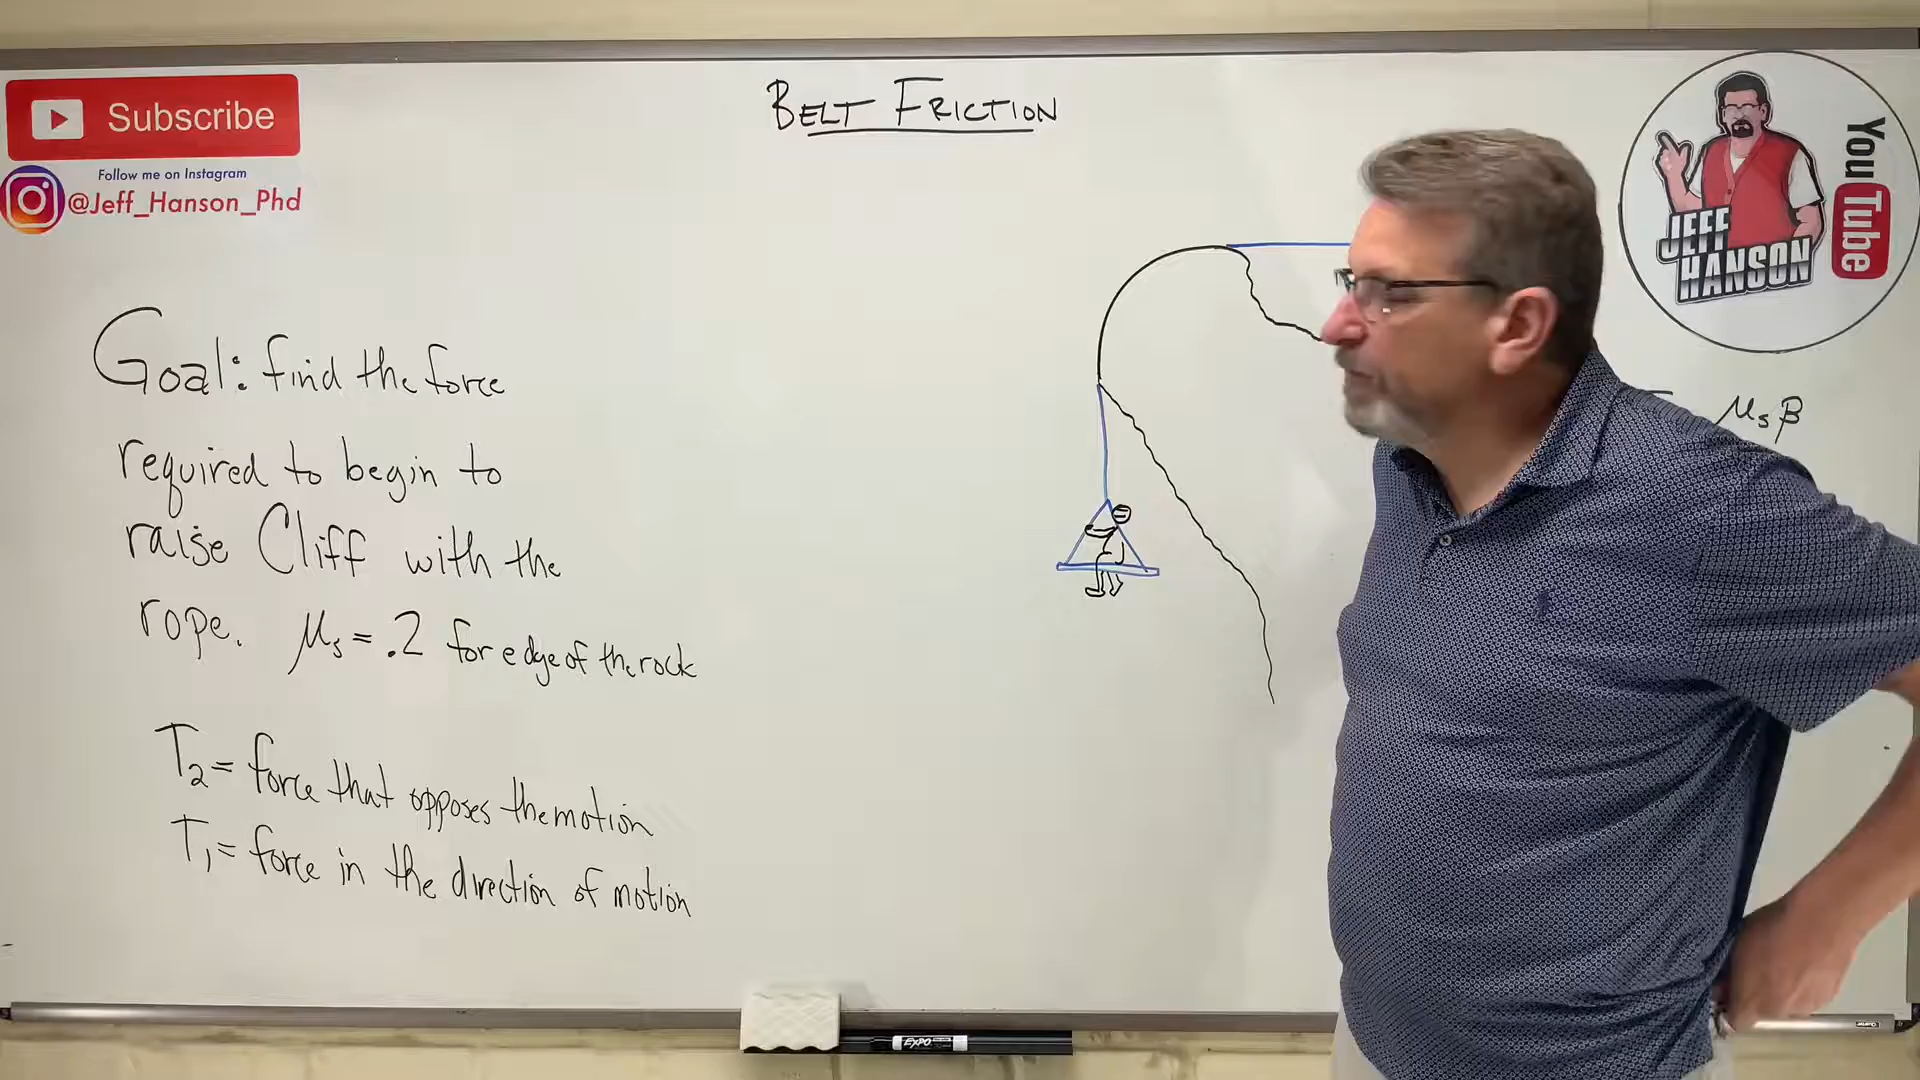 Subscribe
Follow me on Instagram
@Jeff_Hanson_Phd
BELT FRICTION
YouTube
JEFF
HANSON
Goal: find the force
required to begin to
raise Cliff with the
rope. μs = .2 for edge of the rock
μsβ
T2 = force that opposes the motion
T1 = force in the direction of motion
EXPO